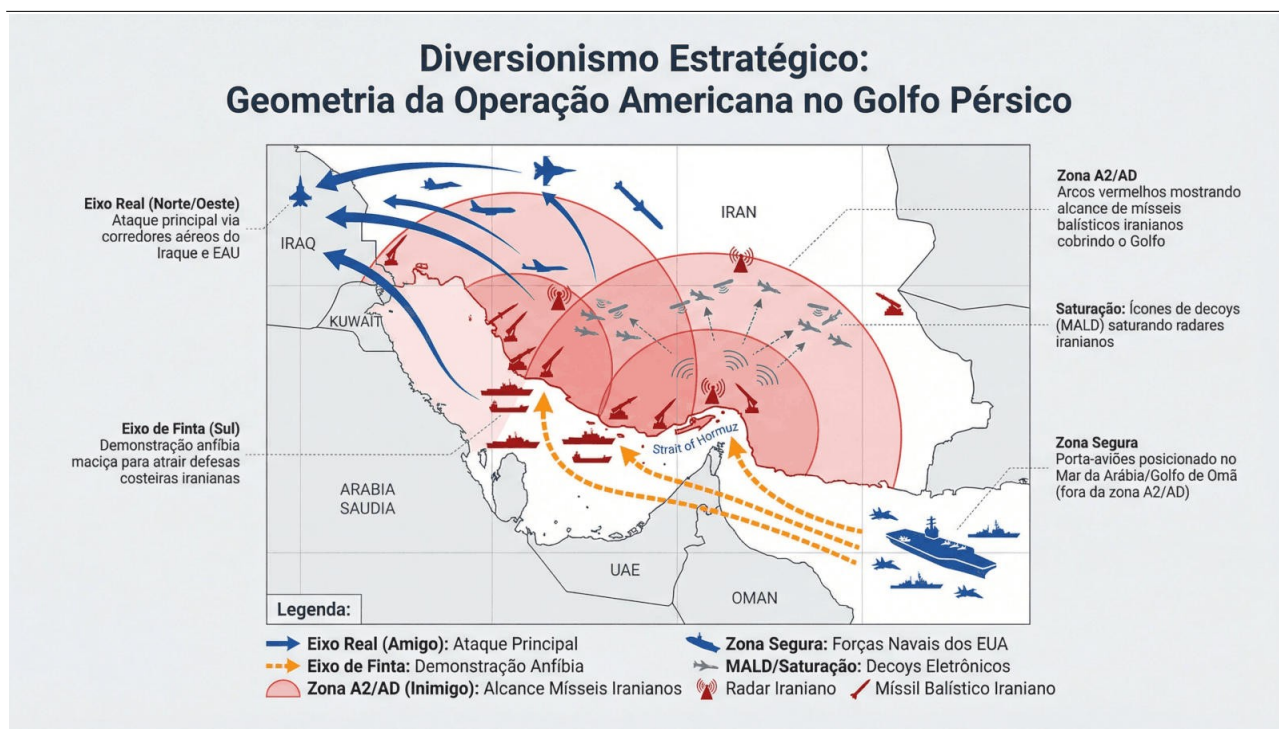 Diversionismo Estratégico:
Geometria da Operação Americana no Golfo Pérsico
Eixo Real (Norte/Oeste)
Ataque principal via
corredores aéreos do
Iraque e EAU
Eixo de Finta (Sul)
Demonstração anfíbia
maciça para atrair defesas
costeiras iranianas
IRAN
IRAQ
KUWAIT
Strait of Hormuz
ARABIA
SAUDIA
UAE
OMAN
Zona A2/AD
Arcos vermelhos mostrando
alcance de mísseis
balísticos iranianos
cobrindo o Golfo
Saturação: Ícones de decoys
(MALD) saturando radares
iranianos
Zona Segura
Porta-aviões posicionado no
Mar da Arábia/Golfo de Omã
(fora da zona A2/AD)
Legenda:
Eixo Real (Amigo): Ataque Principal
Eixo de Finta: Demonstração Anfíbia
Zona A2/AD (Inimigo): Alcance Mísseis Iranianos
Zona Segura: Forças Navais dos EUA
MALD/Saturação: Decoys Eletrônicos
Radar Iraniano
Míssil Balístico Iraniano